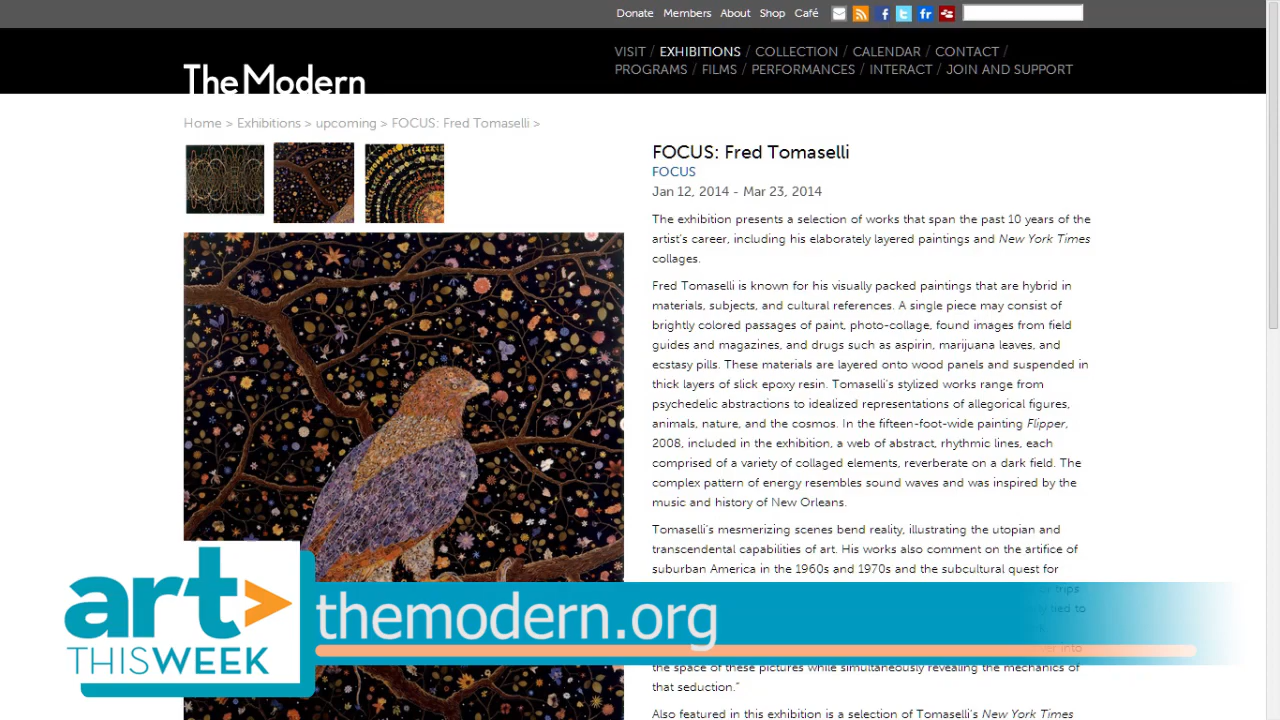 Donate Members About Shop Café
VISIT / EXHIBITIONS / COLLECTION / CALENDAR / CONTACT /
PROGRAMS / FILMS / PERFORMANCES / INTERACT / JOIN AND SUPPORT
TheModern
Home > Exhibitions > upcoming > FOCUS: Fred Tomaselli >
FOCUS: Fred Tomaselli
FOCUS
Jan 12, 2014 - Mar 23, 2014
The exhibition presents a selection of works that span the past 10 years of the
artist's career, including his elaborately layered paintings and New York Times
collages.
Fred Tomaselli is known for his visually packed paintings that are hybrid in
materials, subjects, and cultural references. A single piece may consist of
brightly colored passages of paint, photo-collage, found images from field
guides and magazines, and drugs such as aspirin, marijuana leaves, and
ecstasy pills. These materials are layered onto wood panels and suspended in
thick layers of slick epoxy resin. Tomaselli's stylized works range from
psychedelic abstractions to idealized representations of allegorical figures,
animals, nature, and the cosmos. In the fifteen-foot-wide painting Flipper,
2008, included in the exhibition, a web of abstract, rhythmic lines, each
comprised of a variety of collaged elements, reverberate on a dark field. The
complex pattern of energy resembles sound waves and was inspired by the
music and history of New Orleans.
Tomaselli's mesmerizing scenes bend reality, illustrating the utopian and
transcendental capabilities of art. His works also comment on the artifice of
suburban America in the 1960s and 1970s and the subcultural quest for
trips
tied to
into
the space of these pictures while simultaneously revealing the mechanics of
that seduction."
Also featured in this exhibition is a selection of Tomaselli's New York Times
art>
THISWEEK
themodern.org